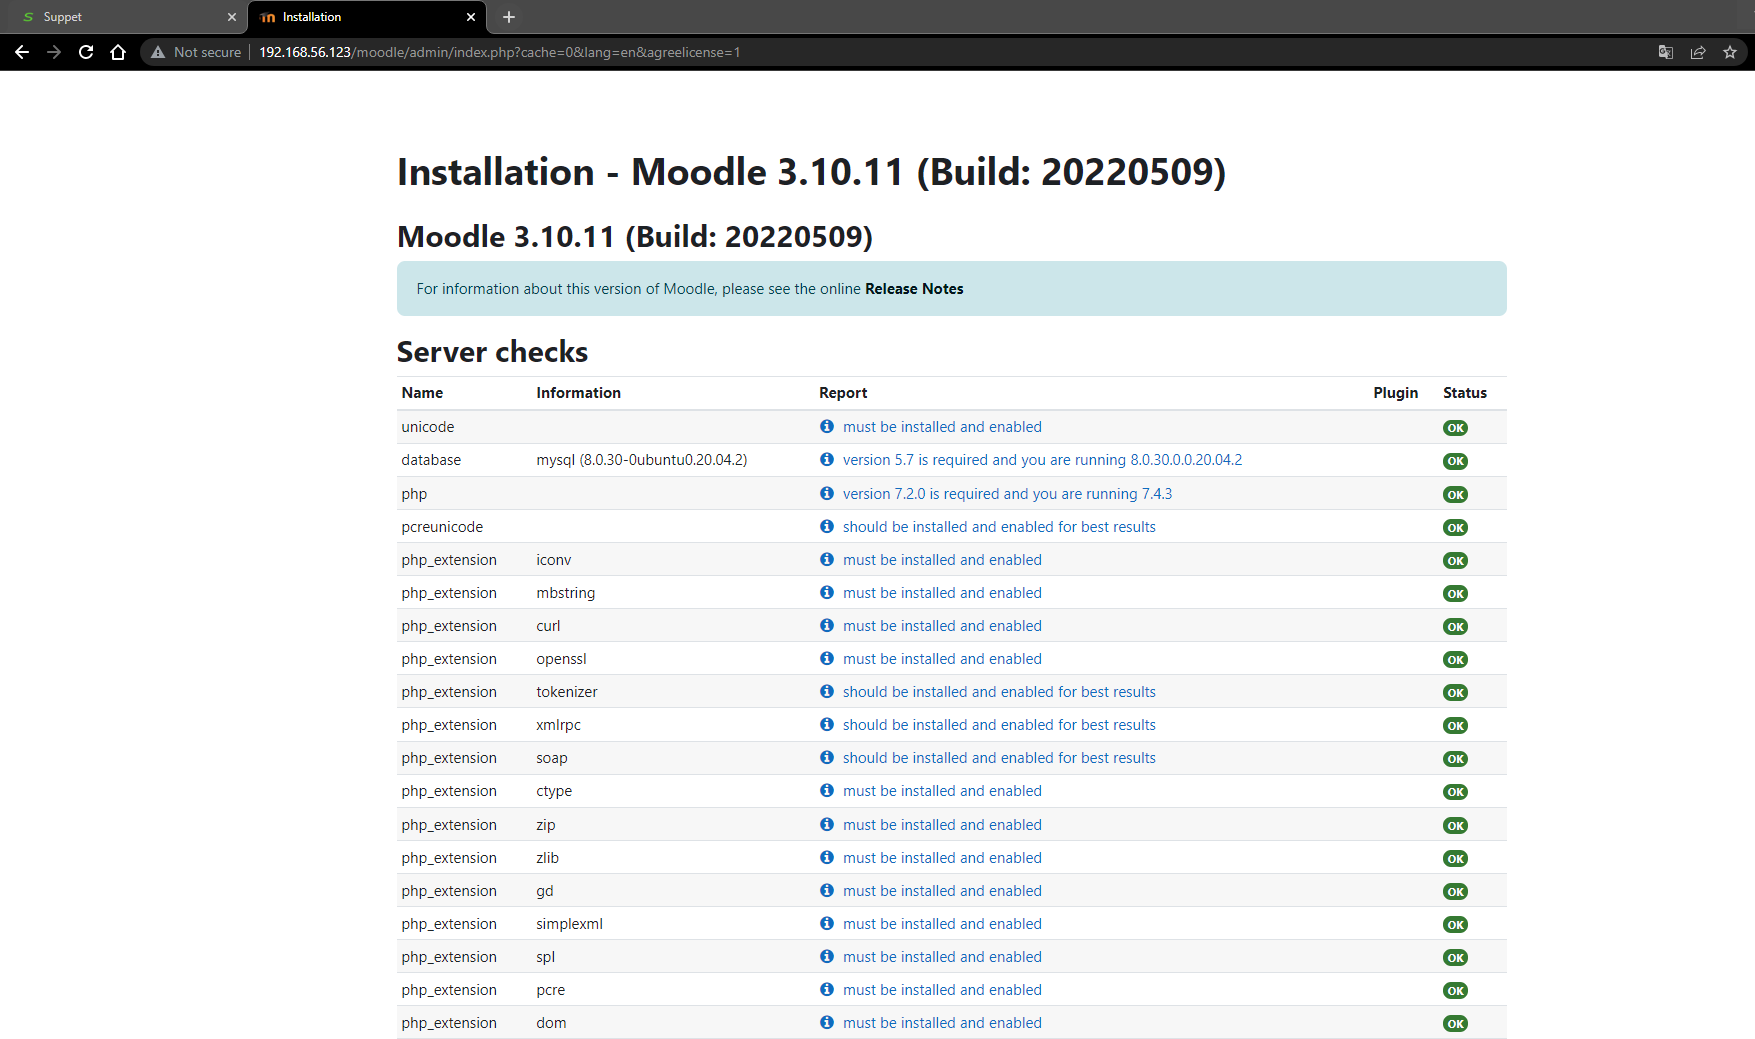 Suppet
Installation
Not secure 192.168.56.123/moodle/admin/index.php?cache=0&lang=en&agreelicense=1
Installation - Moodle 3.10.11 (Build: 20220509)
Moodle 3.10.11 (Build: 20220509)
For information about this version of Moodle, please see the online Release Notes
Server checks
Name Information Report Plugin Status
unicode must be installed and enabled OK
database mysql (8.0.30-0ubuntu0.20.04.2) version 5.7 is required and you are running 8.0.30.0.0.20.04.2 OK
php version 7.2.0 is required and you are running 7.4.3 OK
pcreunicode should be installed and enabled for best results OK
php_extension iconv must be installed and enabled OK
php_extension mbstring must be installed and enabled OK
php_extension curl must be installed and enabled OK
php_extension openssl must be installed and enabled OK
php_extension tokenizer should be installed and enabled for best results OK
php_extension xmlrpc should be installed and enabled for best results OK
php_extension soap should be installed and enabled for best results OK
php_extension ctype must be installed and enabled OK
php_extension zip must be installed and enabled OK
php_extension zlib must be installed and enabled OK
php_extension gd must be installed and enabled OK
php_extension simplexml must be installed and enabled OK
php_extension spl must be installed and enabled OK
php_extension pcre must be installed and enabled OK
php_extension dom must be installed and enabled OK